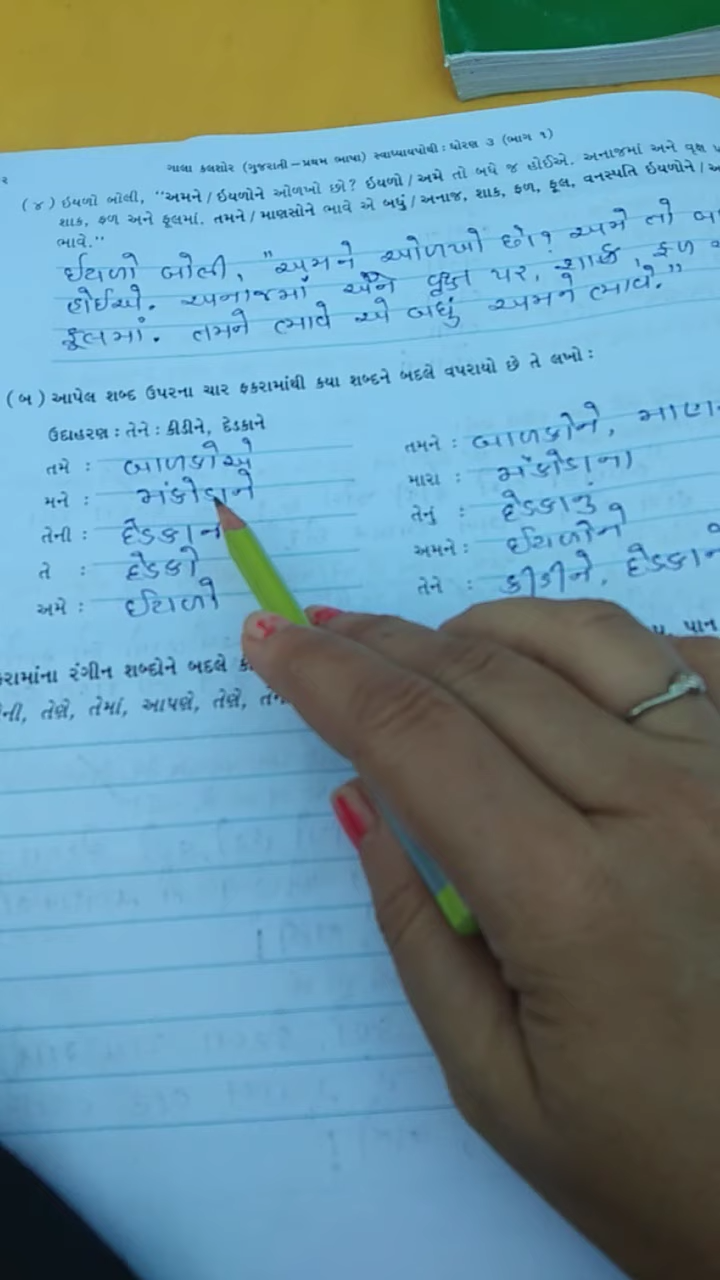 ગાલા કલશોર (ગુજરાતી – પ્રથમ ભાષા) સ્વાધ્યાયપોથી : ધોરણ ૩ (ભાગ ૧)
(૪) ઇયળો બોલી, “અમને / ઇયળોને ઓળખો છો? ઇયળો / અમે તો બધે જ હોઈએ. અનાજમાં અને વૃક્ષ
શાક, ફળ અને ફૂલમાં. તમને / માણસોને ભાવે એ બધું / અનાજ, શાક, ફળ, ફૂલ, વનસ્પતિ ઇયળોને /
ભાવે.”
ઈયળો બોલી, "અમને ઓળખો છો? અમે તો
હોઈએ. અનાજમાં અને વૃક્ષ પર, શાક, ફળ
ફૂલમાં. તમને ભાવે એ બધું અમને ભાવે."
(બ) આપેલ શબ્દ ઉપરના ચાર ફકરામાંથી કયા શબ્દને બદલે વપરાયો છે તે લખો :
ઉદાહરણ : તેને : કીડીને, દેડકાને
તમે : બાળકોએ
તમને : બાળકોને,
મને : મંકોડાને
મારા : મંકોડાના
તેની : દેડકાની
તેનું : દેડકાનું
તે : દેડકો
અમને : ઈયળોને
અમે : ઈયળો
તેને : કીડીને, દેડકાને
રંગીન શબ્દોને બદલે
તેણે, તેમાં, આપણે, તેણે,
પાન